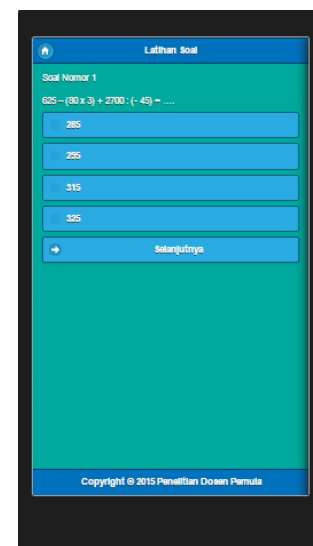 Latihan Soal
Soal Nomor 1
625 – (80 x 3) + 2700 : (- 45) = ....
285
295
315
325
Selanjutnya
Copyright © 2015 Penelitian Dosen Pemula